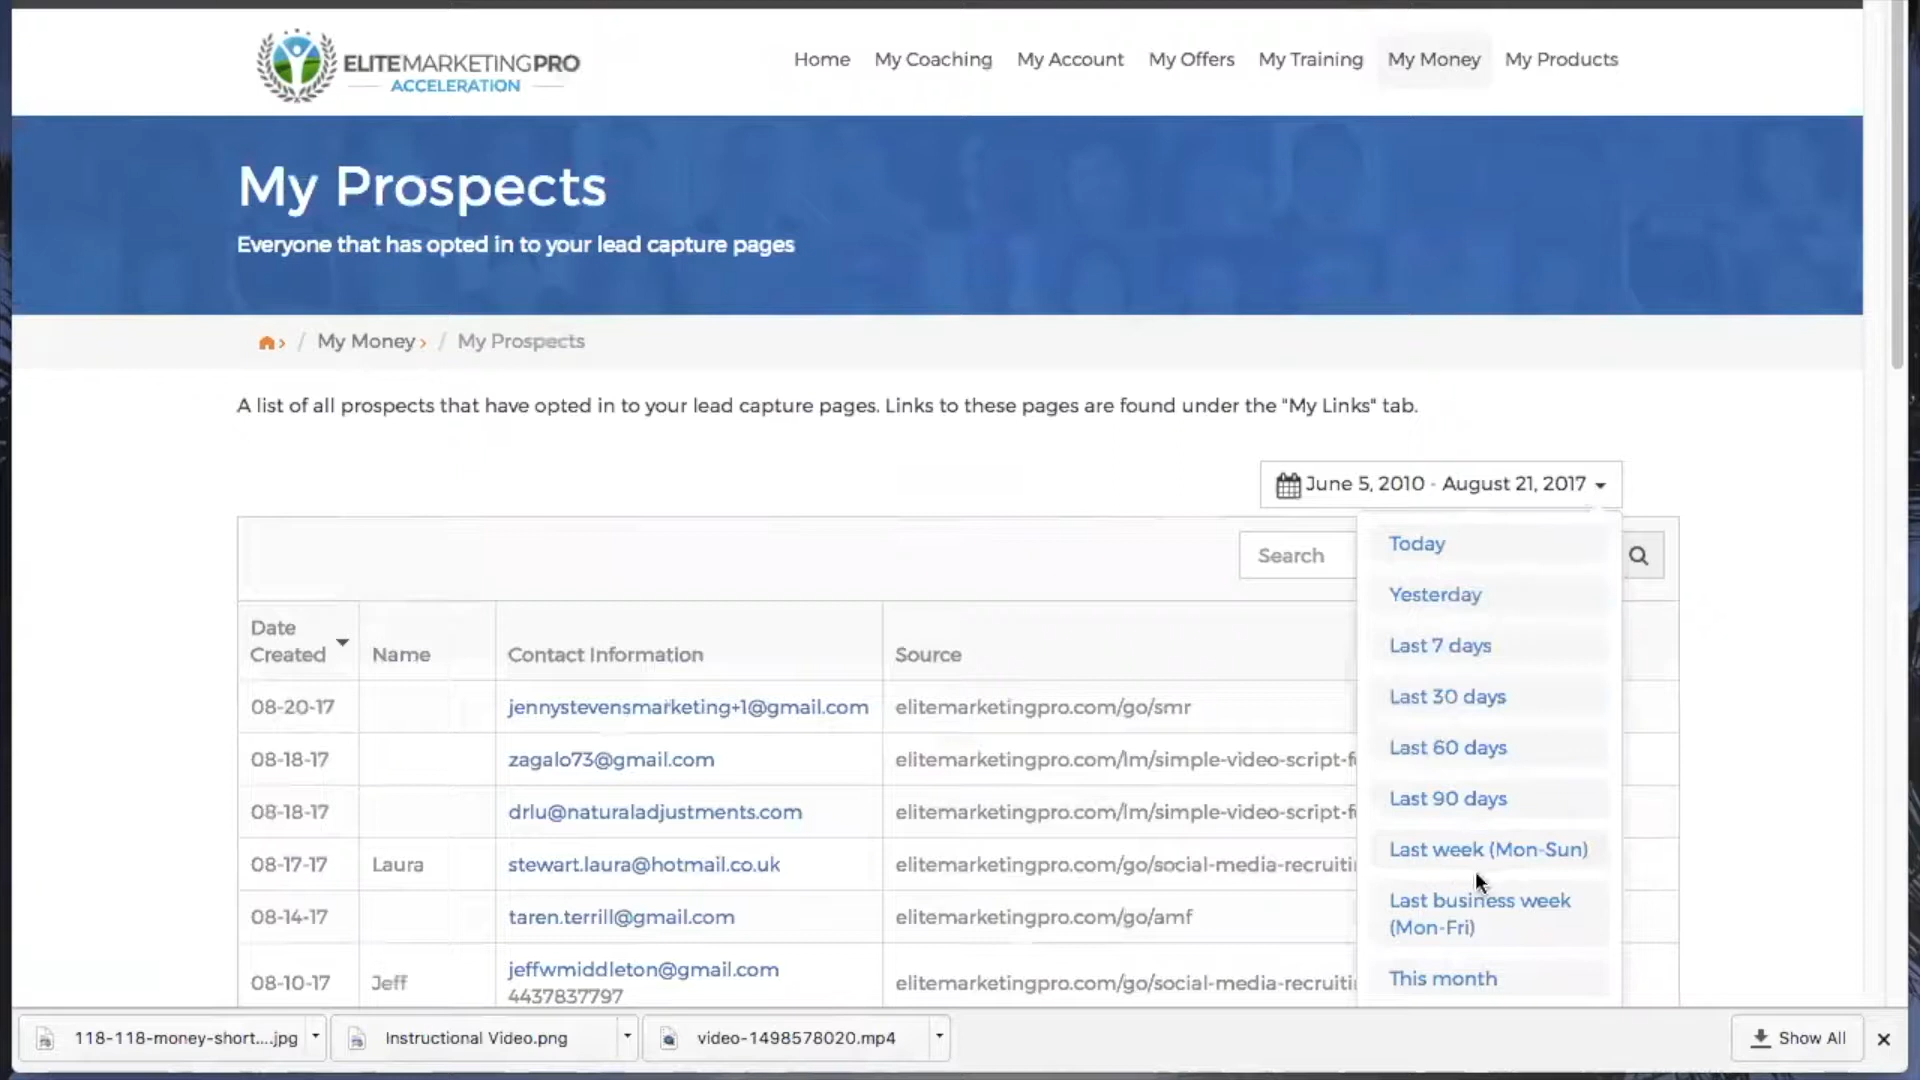 ELITEMARKETINGPRO
ACCELERATION
Home My Coaching My Account My Offers My Training My Money My Products
My Prospects
Everyone that has opted in to your lead capture pages
/ My Money › / My Prospects
A list of all prospects that have opted in to your lead capture pages. Links to these pages are found under the "My Links" tab.
June 5, 2010 - August 21, 2017
Search
Today
Yesterday
Last 7 days
Last 30 days
Last 60 days
Last 90 days
Last week (Mon-Sun)
Last business week
(Mon-Fri)
This month
Date
Created Name Contact Information Source
08-20-17 jennystevensmarketing+1@gmail.com elitemarketingpro.com/go/smr
08-18-17 zagalo73@gmail.com elitemarketingpro.com/lm/simple-video-script-f
08-18-17 drlu@naturaladjustments.com elitemarketingpro.com/lm/simple-video-script-f
08-17-17 Laura stewart.laura@hotmail.co.uk elitemarketingpro.com/go/social-media-recruiti
08-14-17 taren.terrill@gmail.com elitemarketingpro.com/go/amf
08-10-17 Jeff jeffwmiddleton@gmail.com elitemarketingpro.com/go/social-media-recruiti
4437837797
118-118-money-short....jpg Instructional Video.png video-1498578020.mp4 Show All